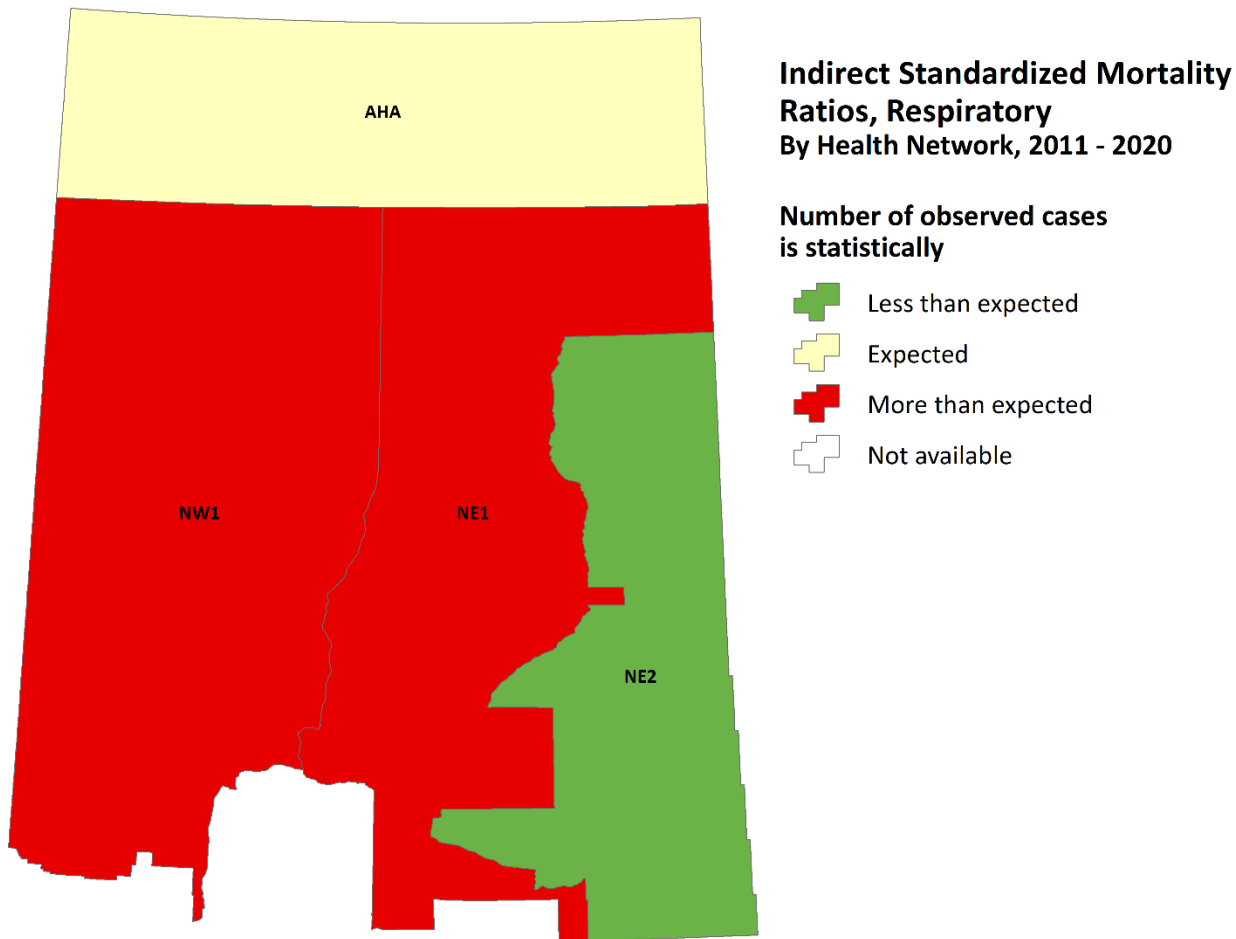 Indirect Standardized Mortality
Ratios, Respiratory
By Health Network, 2011 - 2020
Number of observed cases
is statistically
Less than expected
Expected
More than expected
Not available
AHA
NW1
NE1
NE2